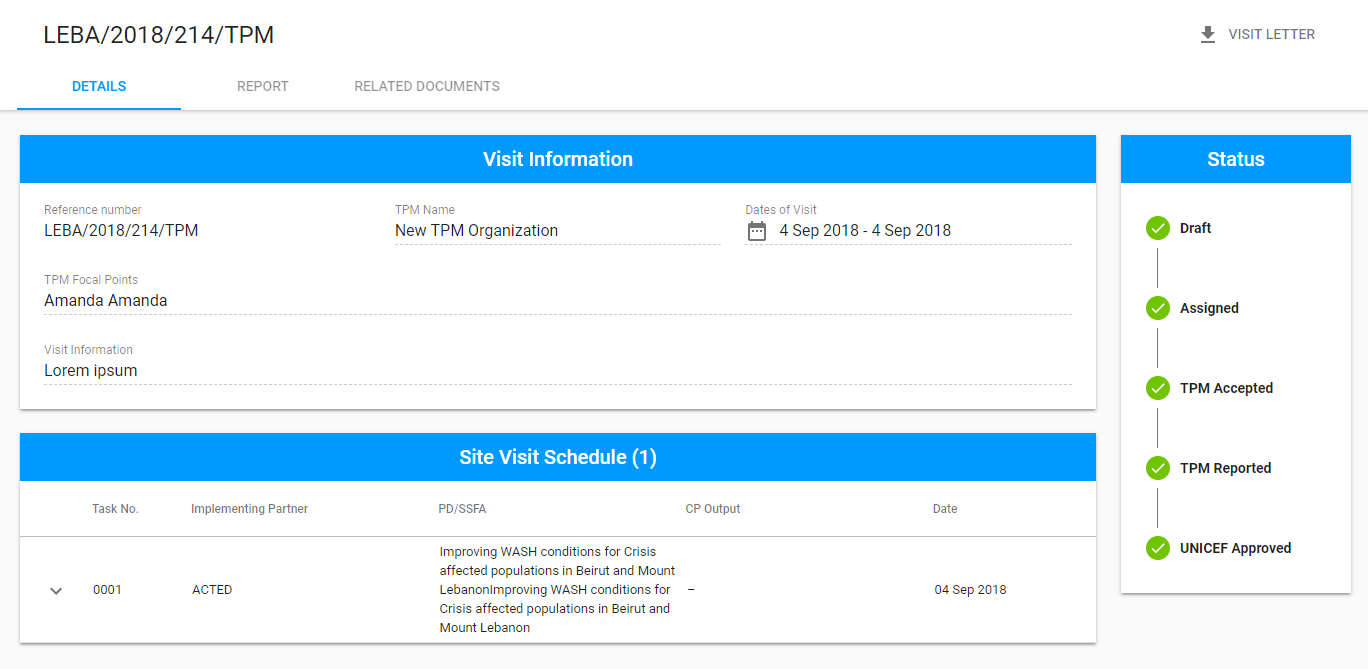 LEBA/2018/214/TPM
VISIT LETTER
DETAILS
REPORT
RELATED DOCUMENTS
Visit Information
Reference number
LEBA/2018/214/TPM
TPM Name
New TPM Organization
Dates of Visit
4 Sep 2018 - 4 Sep 2018
TPM Focal Points
Amanda Amanda
Visit Information
Lorem ipsum
Site Visit Schedule (1)
Task No.
Implementing Partner
PD/SSFA
CP Output
Date
0001
ACTED
Improving WASH conditions for Crisis
affected populations in Beirut and Mount
LebanonImproving WASH conditions for
Crisis affected populations in Beirut and
Mount Lebanon
–
04 Sep 2018
Status
Draft
Assigned
TPM Accepted
TPM Reported
UNICEF Approved